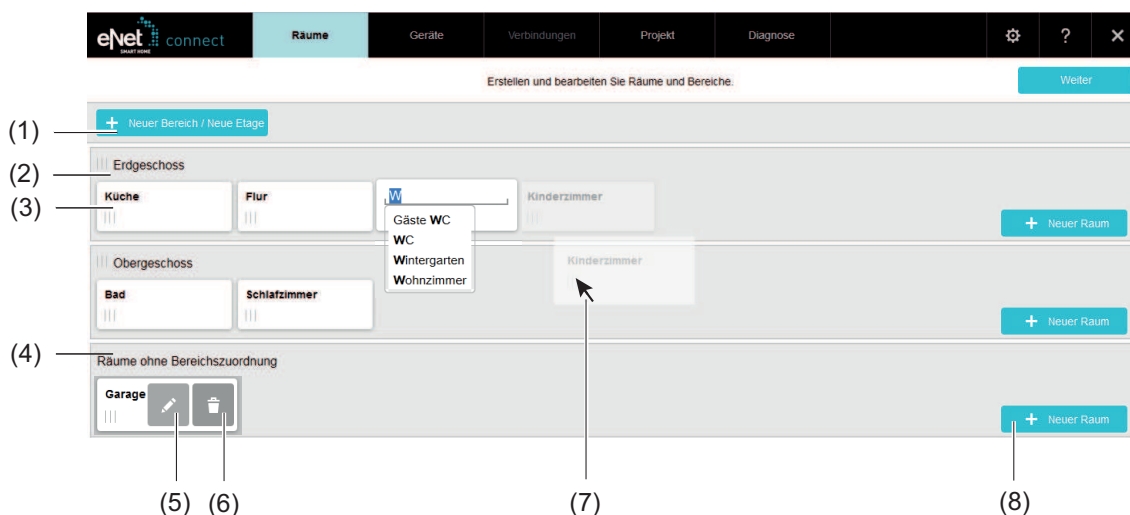 eNet SMART HOME connect Räume Geräte Verbindungen Projekt Diagnose ? ×
Erstellen und bearbeiten Sie Räume und Bereiche. Weiter
(1) + Neuer Bereich / Neue Etage
(2) Erdgeschoss
(3) Küche Flur W Kinderzimmer
Gäste WC
WC
Wintergarten
Wohnzimmer
+ Neuer Raum
Obergeschoss
Kinderzimmer
Bad Schlafzimmer
+ Neuer Raum
(4) Räume ohne Bereichszuordnung
Garage
+ Neuer Raum
(5) (6) (7) (8)